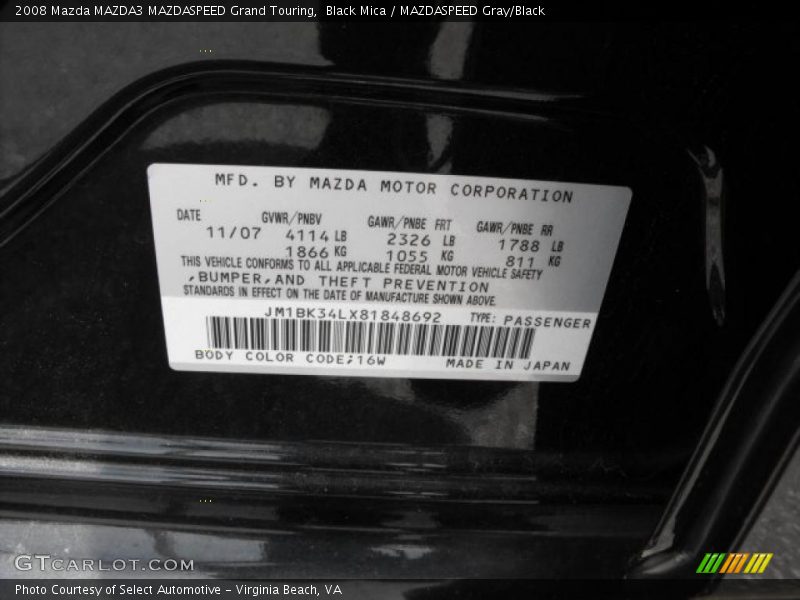 2008 Mazda MAZDA3 MAZDASPEED Grand Touring,  Black Mica / MAZDASPEED Gray/Black
MFD. BY MAZDA MOTOR CORPORATION
DATE GVWR/PNBV GAWR/PNBE FRT GAWR/PNBE RR
11/07 4114 LB 2326 LB 1788 LB
1866 KG 1055 KG 811 KG
THIS VEHICLE CONFORMS TO ALL APPLICABLE FEDERAL MOTOR VEHICLE SAFETY
,BUMPER,AND THEFT PREVENTION
STANDARDS IN EFFECT ON THE DATE OF MANUFACTURE SHOWN ABOVE.
JM1BK34LX81848692 TYPE: PASSENGER
BODY COLOR CODE;16W MADE IN JAPAN
GTCARLOT.COM
Photo Courtesy of Select Automotive – Virginia Beach, VA